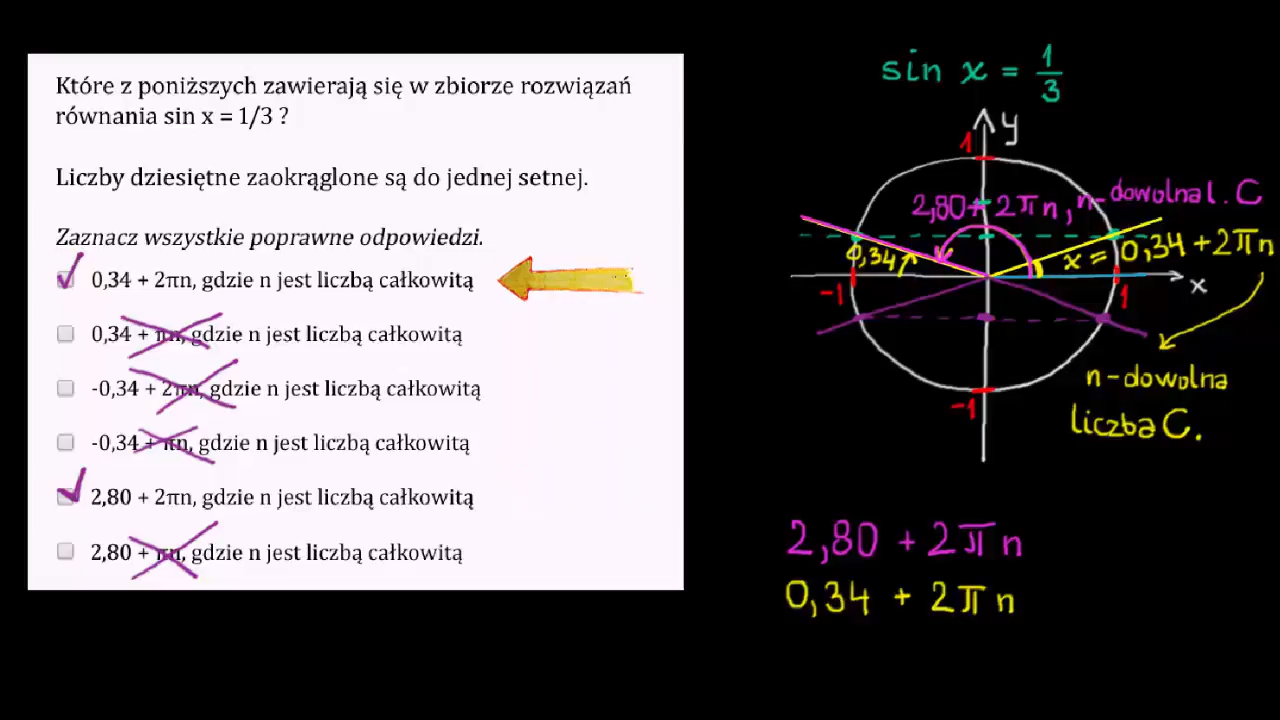 Które z poniższych zawierają się w zbiorze rozwiązań
równania sin x = 1/3 ?
Liczby dziesiętne zaokrąglone są do jednej setnej.
Zaznacz wszystkie poprawne odpowiedzi.
0,34 + 2πn, gdzie n jest liczbą całkowitą
0,34 + πn, gdzie n jest liczbą całkowitą
-0,34 + 2πn, gdzie n jest liczbą całkowitą
-0,34 + πn, gdzie n jest liczbą całkowitą
2,80 + 2πn, gdzie n jest liczbą całkowitą
2,80 + πn, gdzie n jest liczbą całkowitą
sin x = 1/3
y
1
2,80 + 2πn, n-dowolna l. C
0,34
x = 0,34 + 2πn
-1
1
x
-1
n-dowolna
liczba C.
2,80 + 2πn
0,34 + 2πn